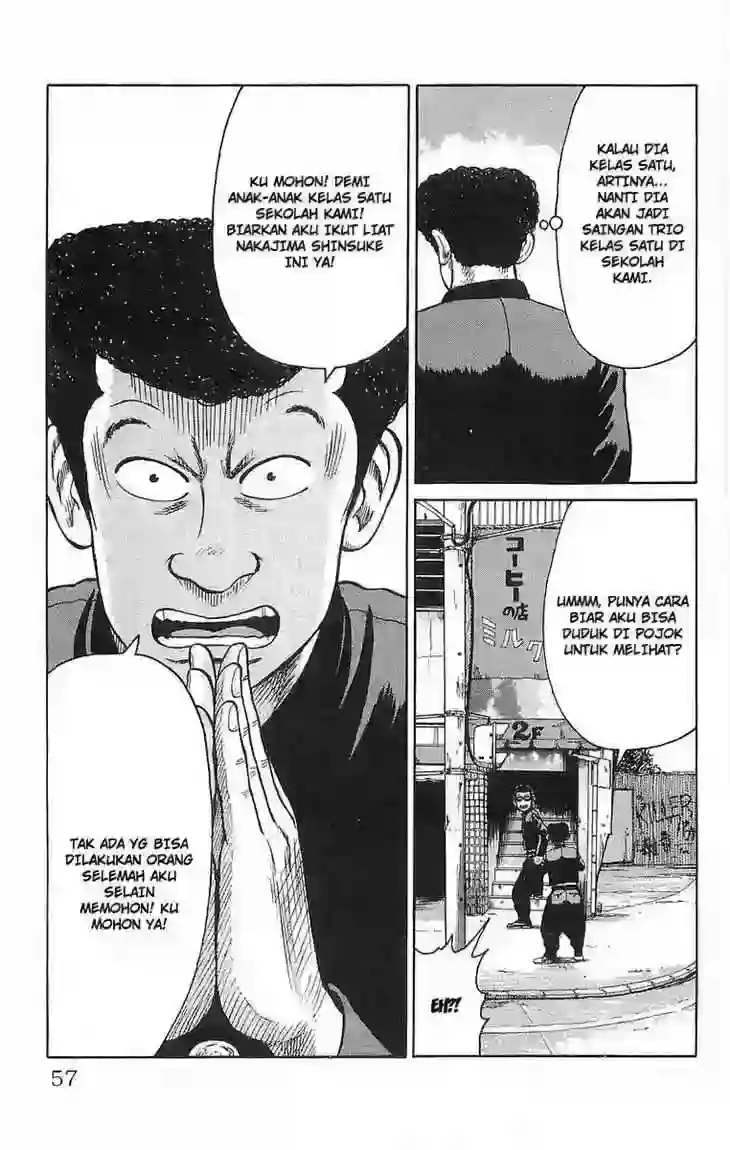 KALAU DIA
KELAS SATU,
ARTINYA...
NANTI DIA
AKAN JADI
SAINGAN TRIO
KELAS SATU DI
SEKOLAH
KAMI.
コーヒー
の店
ミルク
2F
UMMM, PUNYA CARA
BIAR AKU BISA
DUDUK DI POJOK
UNTUK MELIHAT?
KILLER
EH?!
KU MOHON! DEMI
ANAK-ANAK KELAS SATU
SEKOLAH KAMI!
BIARKAN AKU IKUT LIAT
NAKAJIMA SHINSUKE
INI YA!
TAK ADA YG BISA
DILAKUKAN ORANG
SELEMAH AKU
SELAIN
MEMOHON! KU
MOHON YA!
57